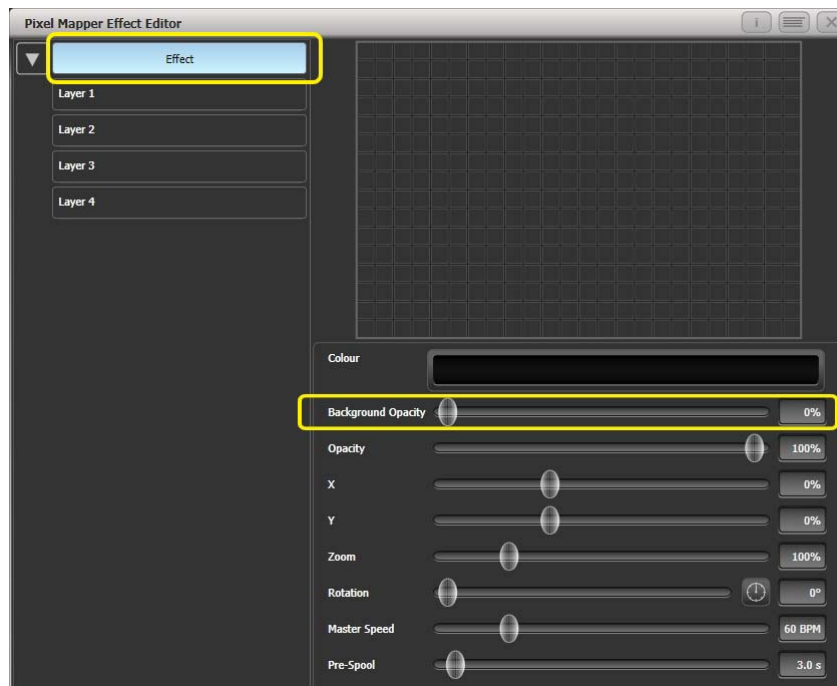 Pixel Mapper Effect Editor
Effect
Layer 1
Layer 2
Layer 3
Layer 4
Colour
Background Opacity 0%
Opacity 100%
X 0%
Y 0%
Zoom 100%
Rotation 0°
Master Speed 60 BPM
Pre-Spool 3.0 s